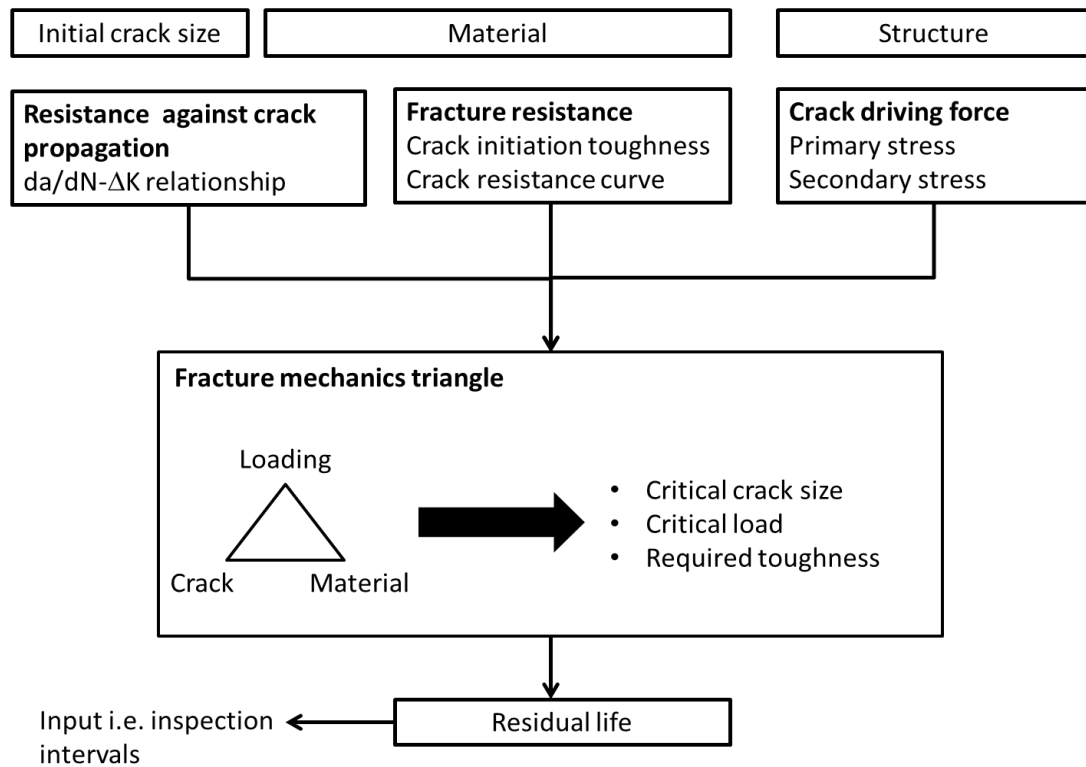 Initial crack size
Material
Structure
Resistance against crack
propagation
da/dN-ΔK relationship
Fracture resistance
Crack initiation toughness
Crack resistance curve
Crack driving force
Primary stress
Secondary stress
Fracture mechanics triangle
Loading
Crack
Material
• Critical crack size
• Critical load
• Required toughness
Residual life
Input i.e. inspection
intervals